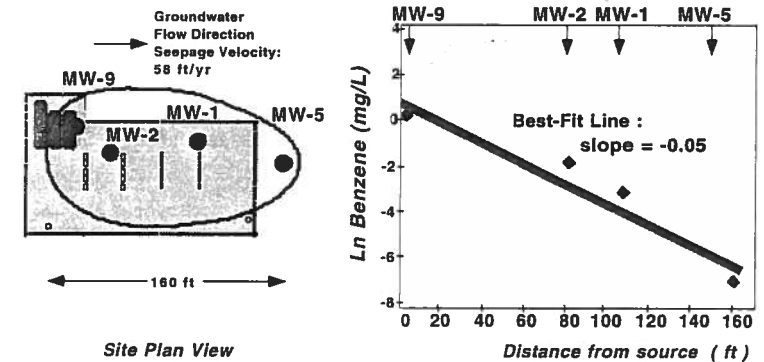 Groundwater
Flow Direction
Seepage Velocity:
58 ft/yr
MW-9
MW-1
MW-5
MW-2
160 ft
Site Plan View
MW-9
MW-2
MW-1
MW-5
4
2
0
-2
-4
-6
-8
Ln Benzene (mg/L)
Best-Fit Line :
slope = -0.05
0 20 40 60 80 100 120 140 160
Distance from source ( ft )